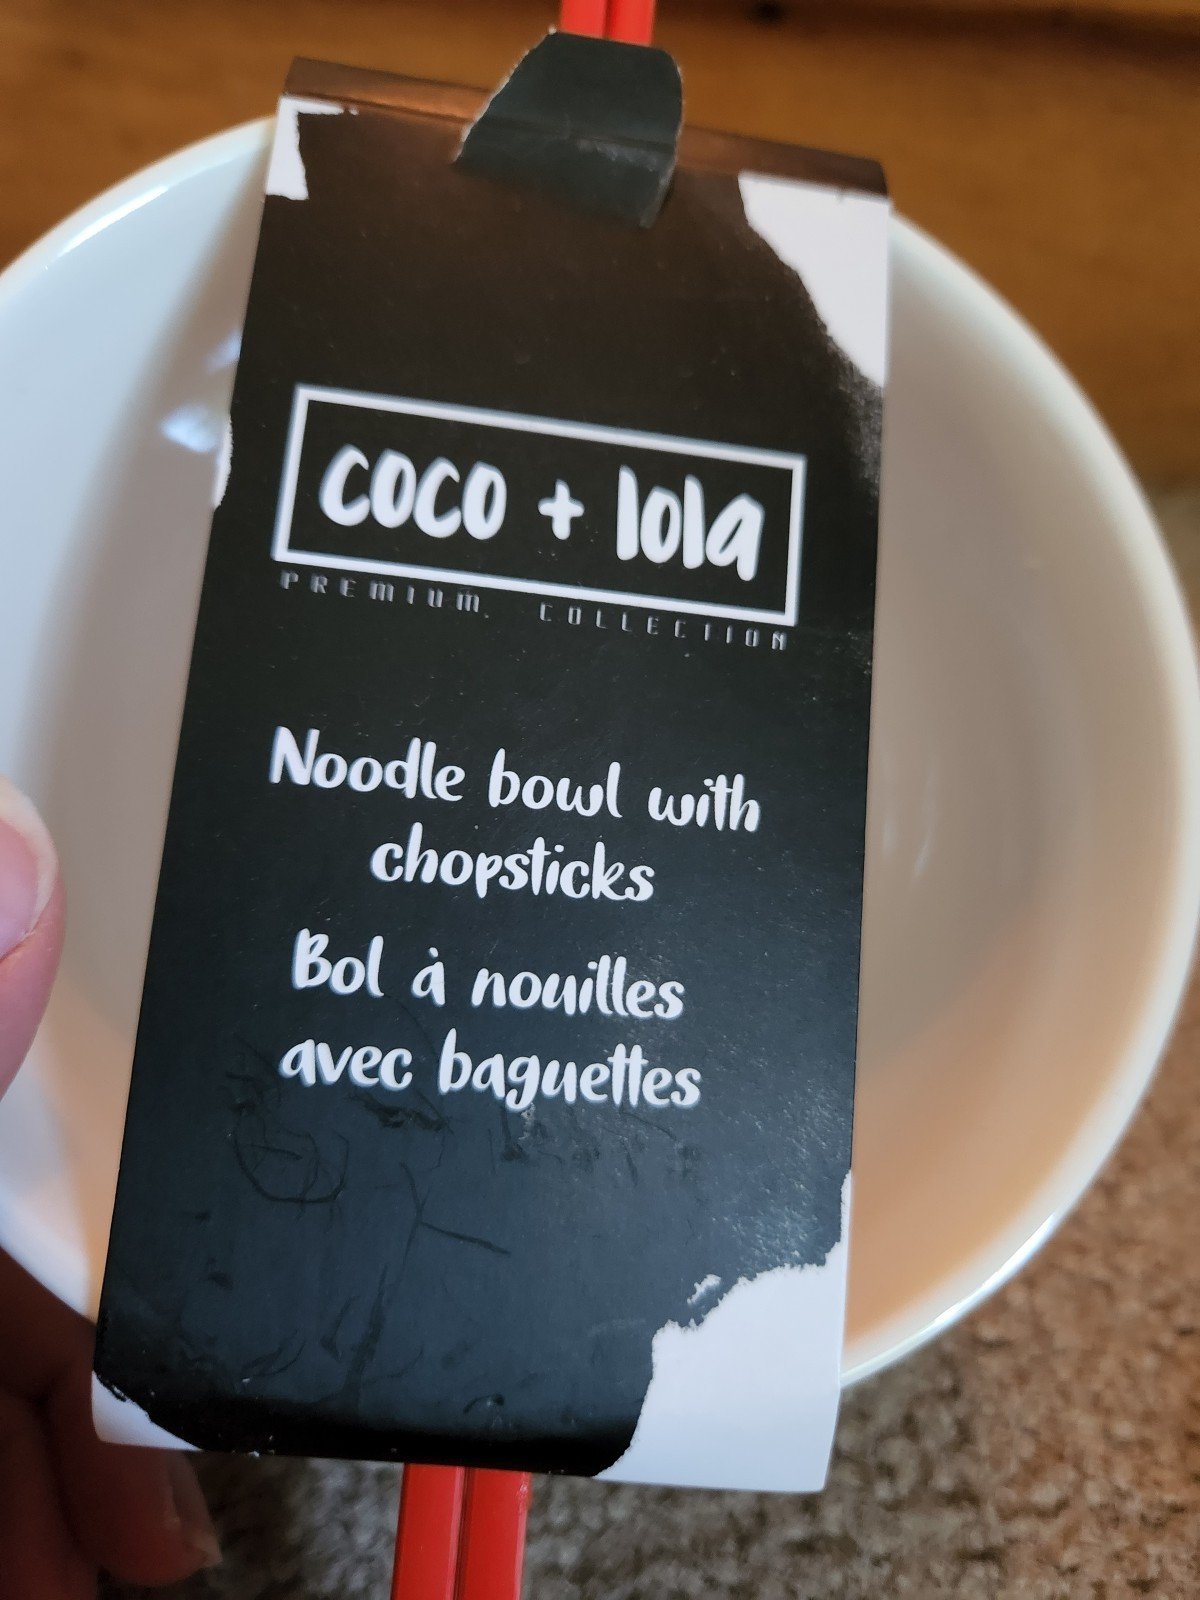 coco + lola
PREMIUM. COLLECTION
Noodle bowl with
chopsticks
Bol à nouilles
avec baguettes